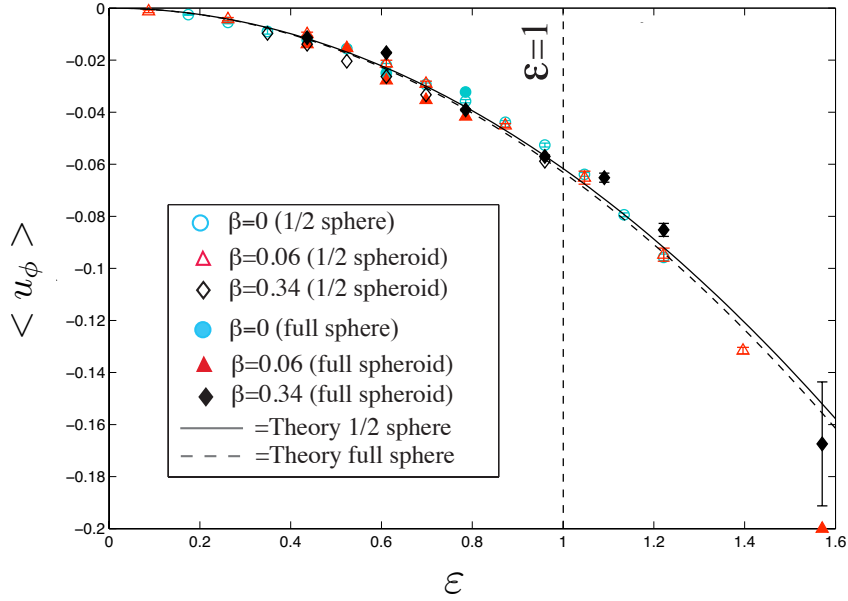 0
−0.02
−0.04
−0.06
−0.08
−0.1
−0.12
−0.14
−0.16
−0.18
−0.2
< u_ϕ >
ε=1
β=0 (1/2 sphere)
β=0.06 (1/2 spheroid)
β=0.34 (1/2 spheroid)
β=0 (full sphere)
β=0.06 (full spheroid)
β=0.34 (full spheroid)
=Theory 1/2 sphere
=Theory full sphere
0 0.2 0.4 0.6 0.8 1 1.2 1.4 1.6
ε